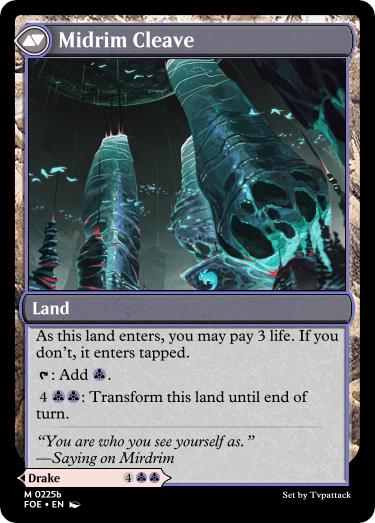 Midrim Cleave
Land
As this land enters, you may pay 3 life. If you
don't, it enters tapped.
: Add .
4 : Transform this land until end of
turn.
"You are who you see yourself as."
—Saying on Mirdrim
Drake 4
M 0225b
FOE • EN
Set by Tvpattack